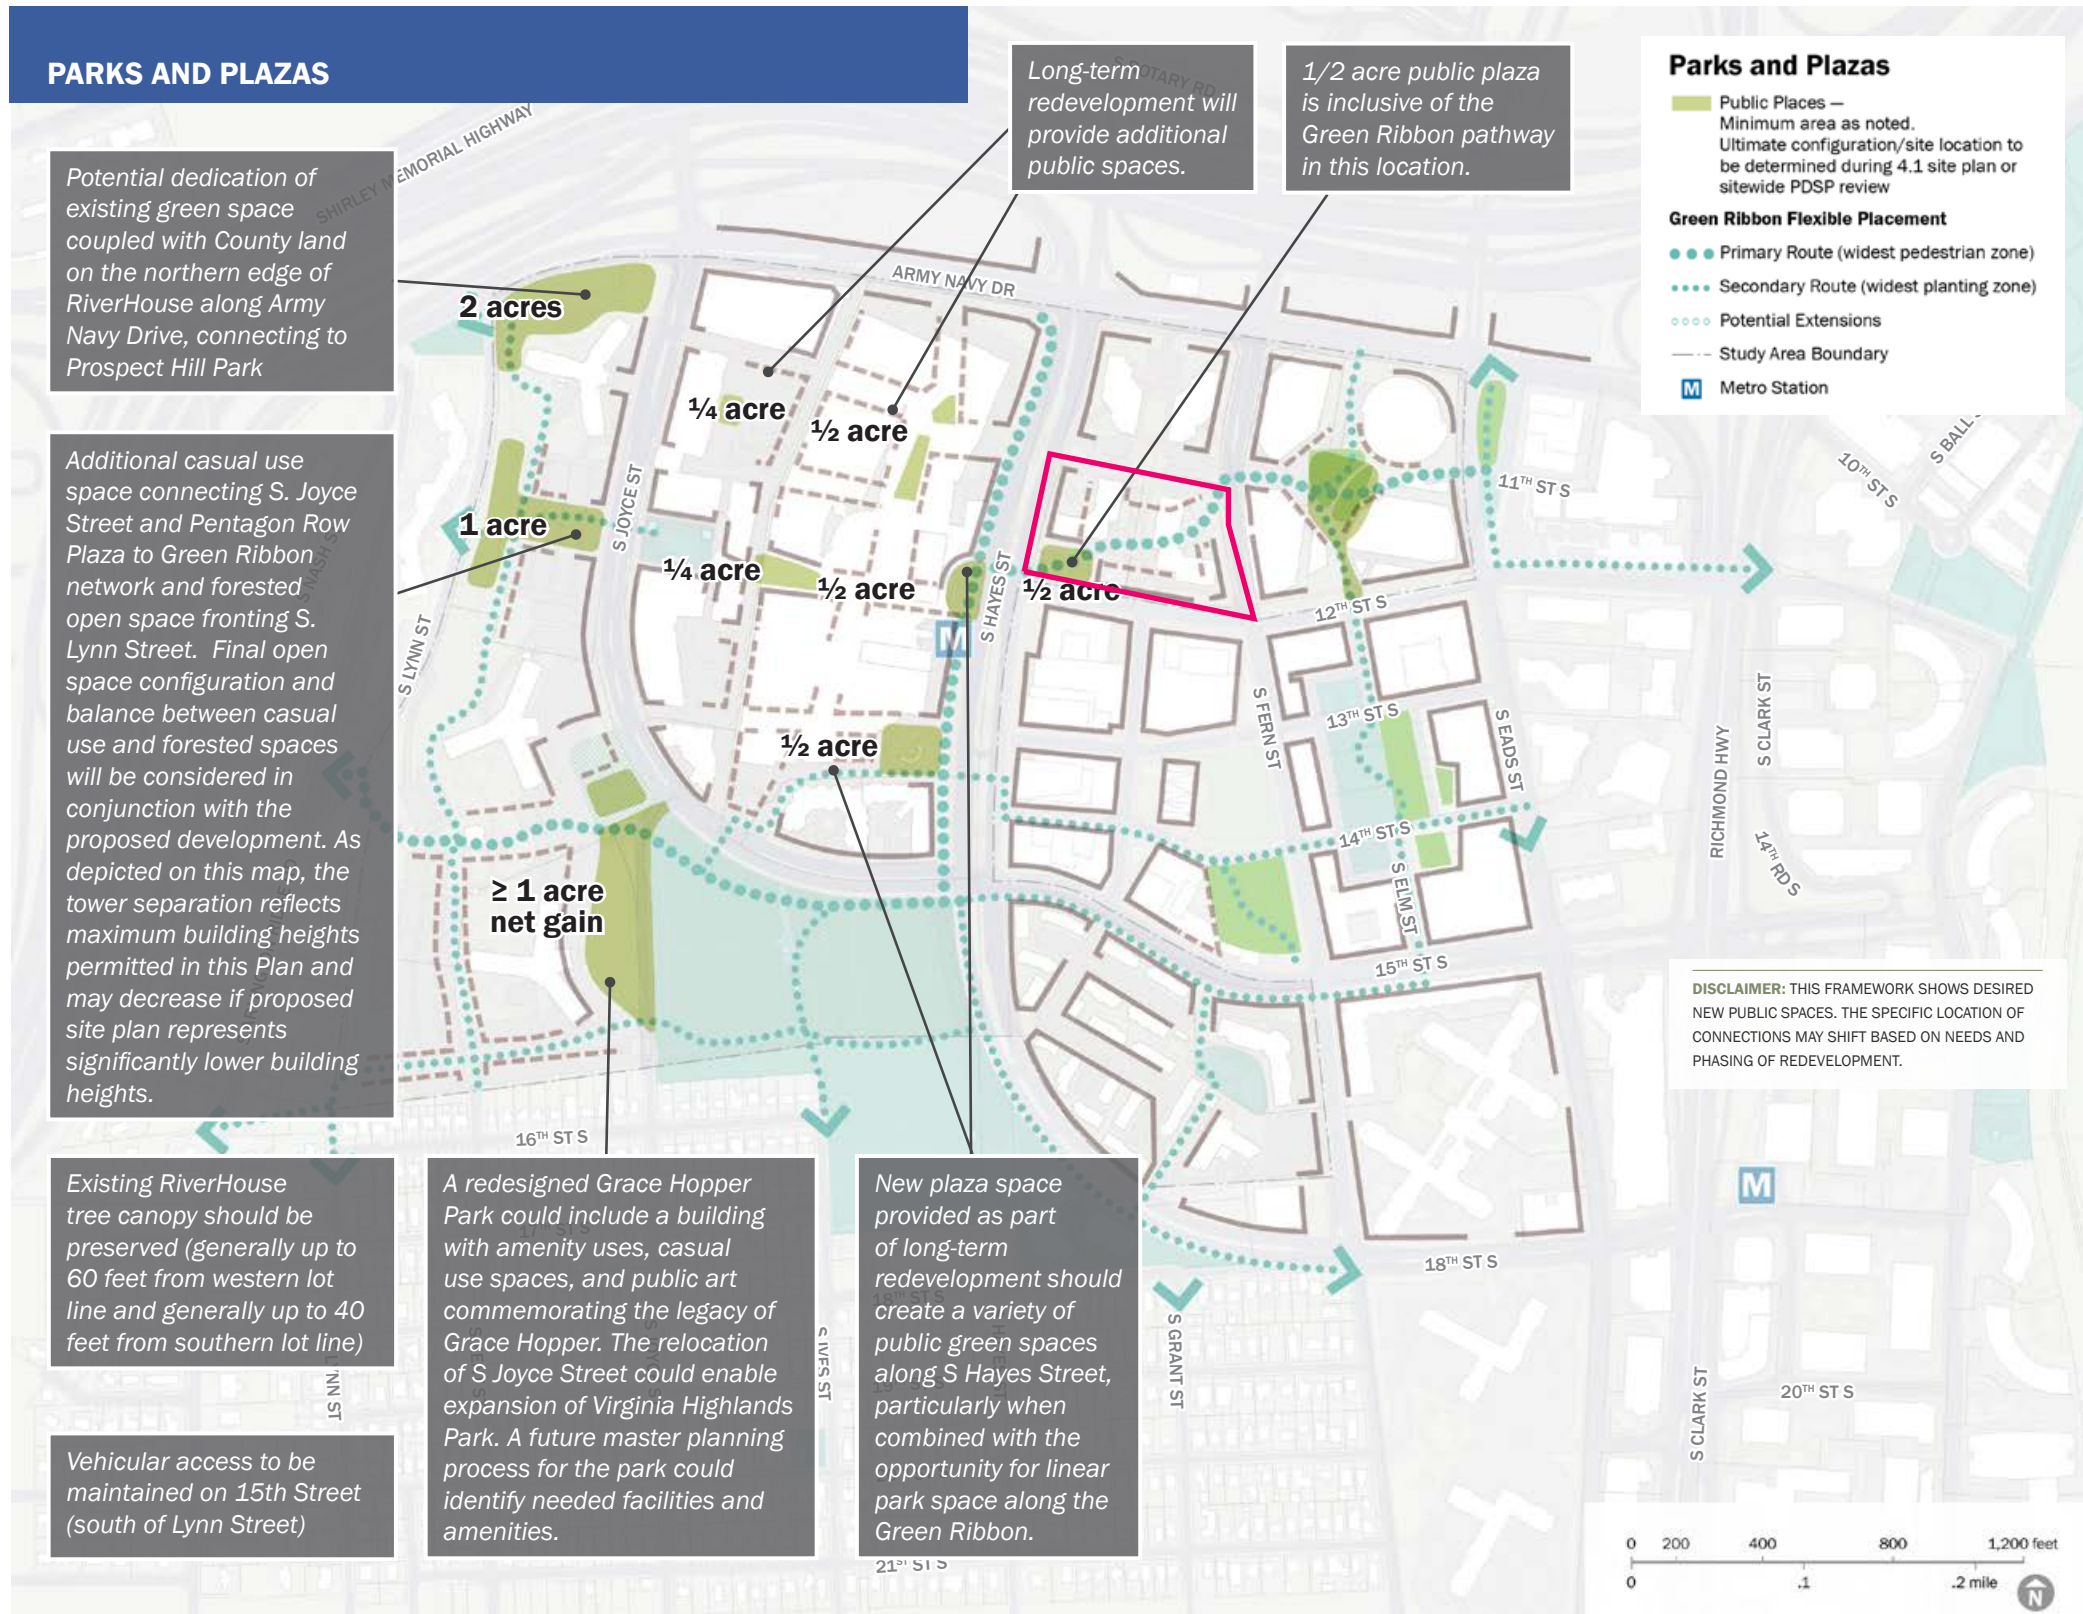 PARKS AND PLAZAS
Long-term
redevelopment will
provide additional
public spaces.
1/2 acre public plaza
is inclusive of the
Green Ribbon pathway
in this location.
Parks and Plazas
Public Places —
Minimum area as noted.
Ultimate configuration/site location to
be determined during 4.1 site plan or
sitewide PDSP review
Green Ribbon Flexible Placement
Primary Route (widest pedestrian zone)
Secondary Route (widest planting zone)
Potential Extensions
Study Area Boundary
M Metro Station
SHIRLEY MEMORIAL HIGHWAY
Potential dedication of
existing green space
coupled with County land
on the northern edge of
RiverHouse along Army
Navy Drive, connecting to
Prospect Hill Park
ARMY NAVY DR
2 acres
¼ acre
½ acre
1 acre
¼ acre
½ acre
½ acre
½ acre
≥ 1 acre
net gain
Additional casual use
space connecting S. Joyce
Street and Pentagon Row
Plaza to Green Ribbon
network and forested
open space fronting S.
Lynn Street.  Final open
space configuration and
balance between casual
use and forested spaces
will be considered in
conjunction with the
proposed development. As
depicted on this map, the
tower separation reflects
maximum building heights
permitted in this Plan and
may decrease if proposed
site plan represents
significantly lower building
heights.
S JOYCE ST
S LYNN ST
S HAYES ST
M
11TH ST S
10TH ST S
S BALL S
12TH ST S
13TH ST S
14TH ST S
15TH ST S
S FERN ST
S EADS ST
S ELM ST
RICHMOND HWY
S CLARK ST
14TH RD S
DISCLAIMER: THIS FRAMEWORK SHOWS DESIRED
NEW PUBLIC SPACES. THE SPECIFIC LOCATION OF
CONNECTIONS MAY SHIFT BASED ON NEEDS AND
PHASING OF REDEVELOPMENT.
16TH ST S
M
18TH ST S
Existing RiverHouse
tree canopy should be
preserved (generally up to
60 feet from western lot
line and generally up to 40
feet from southern lot line)
Vehicular access to be
maintained on 15th Street
(south of Lynn Street)
A redesigned Grace Hopper
Park could include a building
with amenity uses, casual
use spaces, and public art
commemorating the legacy of
Grace Hopper. The relocation
of S Joyce Street could enable
expansion of Virginia Highlands
Park. A future master planning
process for the park could
identify needed facilities and
amenities.
New plaza space
provided as part
of long-term
redevelopment should
create a variety of
public green spaces
along S Hayes Street,
particularly when
combined with the
opportunity for linear
park space along the
Green Ribbon.
S IVES ST
S GRANT ST
S CLARK ST
20TH ST S
21ST ST S
0 200 400 800 1,200 feet
0 .1 .2 mile
N